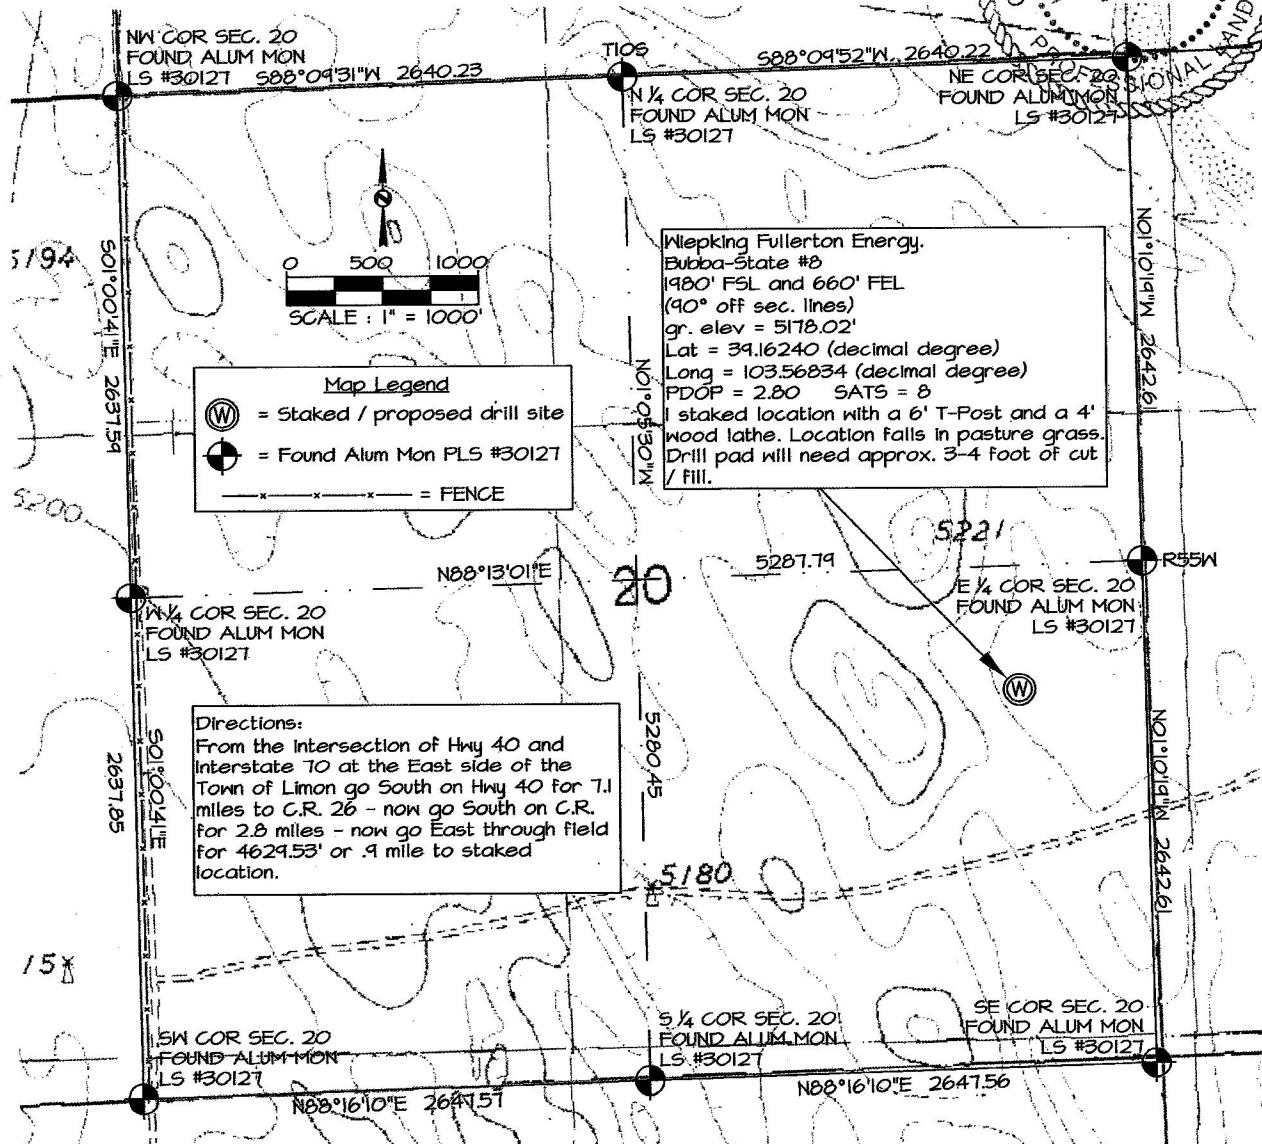 NW COR SEC. 20
FOUND ALUM MON
LS #30127
S88°09'31"W 2640.23
T10S
S88°09'52"W 2640.22
N 1/4 COR SEC. 20
FOUND ALUM MON
LS #30127
NE COR SEC. 20
FOUND ALUM MON
LS #30127
PROFESSIONAL LAND
5194
S01°00'41"E 2637.59
N
0 500 1000
SCALE : 1" = 1000'
Map Legend
W = Staked / proposed drill site
= Found Alum Mon PLS #30127
= FENCE
Wiepking Fullerton Energy.
Bubba-State #8
1980' FSL and 660' FEL
(90° off sec. lines)
gr. elev = 5178.02'
Lat = 39.16240 (decimal degree)
Long = 103.56834 (decimal degree)
PDOP = 2.80 SATS = 8
I staked location with a 6' T-Post and a 4'
wood lathe. Location falls in pasture grass.
Drill pad will need approx. 3-4 foot of cut
/ fill.
N01°10'19"W 2642.61
N01°05'30"W
5280.45
5200
5221
N88°13'01"E
5287.79
20
R55W
W 1/4 COR SEC. 20
FOUND ALUM MON
LS #30127
E 1/4 COR SEC. 20
FOUND ALUM MON
LS #30127
W
Directions:
From the intersection of Hwy 40 and
Interstate 70 at the East side of the
Town of Limon go South on Hwy 40 for 7.1
miles to C.R. 26 - now go South on C.R.
for 2.8 miles - now go East through field
for 4629.53' or .9 mile to staked
location.
S01°00'41"E
2637.85
N01°10'19"W 2642.61
5180
15
SW COR SEC. 20
FOUND ALUM MON
LS #30127
S 1/4 COR SEC. 20
FOUND ALUM MON
LS #30127
SE COR SEC. 20
FOUND ALUM MON
LS #30127
N88°16'10"E 2647.57
N88°16'10"E 2647.56